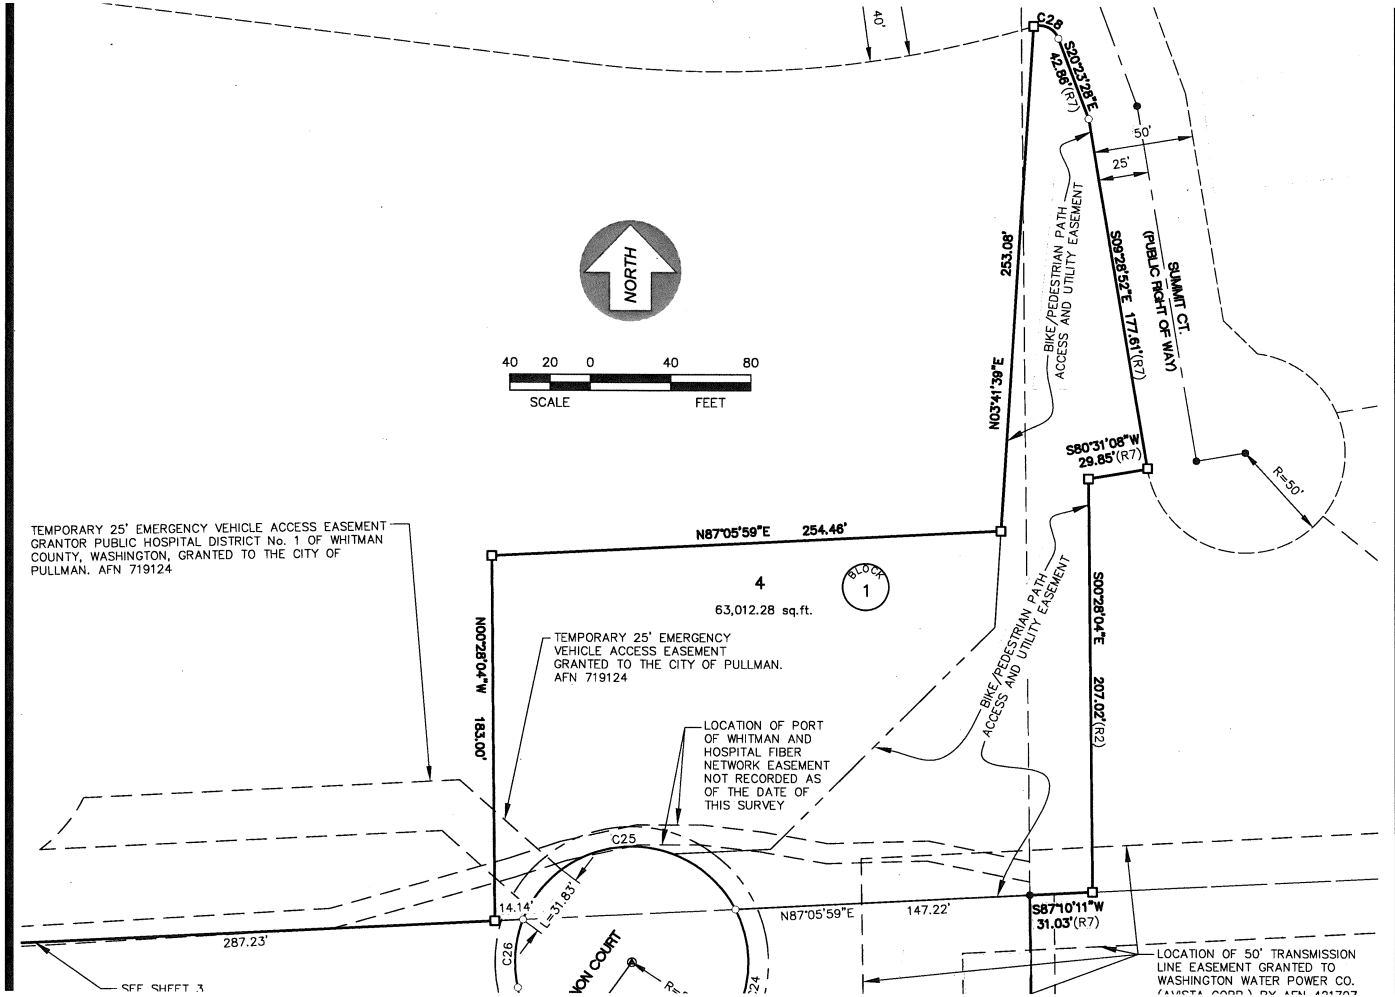 40'
C28
S20°23'28"E
42.86'(R7)
50'
25'
BIKE/PEDESTRIAN PATH
ACCESS AND UTILITY EASEMENT
253.08'
N03°41'39"E
S09°28'52"E 177.61'(R7)
SUMMIT CT.
(PUBLIC RIGHT OF WAY)
NORTH
40 20 0 40 80
SCALE FEET
S80°31'08"W
29.85'(R7)
R=50'
TEMPORARY 25' EMERGENCY VEHICLE ACCESS EASEMENT
GRANTOR PUBLIC HOSPITAL DISTRICT No. 1 OF WHITMAN
COUNTY, WASHINGTON, GRANTED TO THE CITY OF
PULLMAN. AFN 719124
N87°05'59"E 254.46'
4
BLOCK
1
63,012.28 sq.ft.
N00°28'04"W 183.00'
TEMPORARY 25' EMERGENCY
VEHICLE ACCESS EASEMENT
GRANTED TO THE CITY OF PULLMAN.
AFN 719124
BIKE/PEDESTRIAN PATH
ACCESS AND UTILITY EASEMENT
S00°28'04"E 207.02'(R2)
LOCATION OF PORT
OF WHITMAN AND
HOSPITAL FIBER
NETWORK EASEMENT
NOT RECORDED AS
OF THE DATE OF
THIS SURVEY
C25
14.14'
L=31.83'
N87°05'59"E 147.22'
S87°10'11"W
31.03'(R7)
287.23'
C26
NON COURT
C24
SEE SHEET 3
LOCATION OF 50' TRANSMISSION
LINE EASEMENT GRANTED TO
WASHINGTON WATER POWER CO.
(AVISTA CORP.) BY AFN